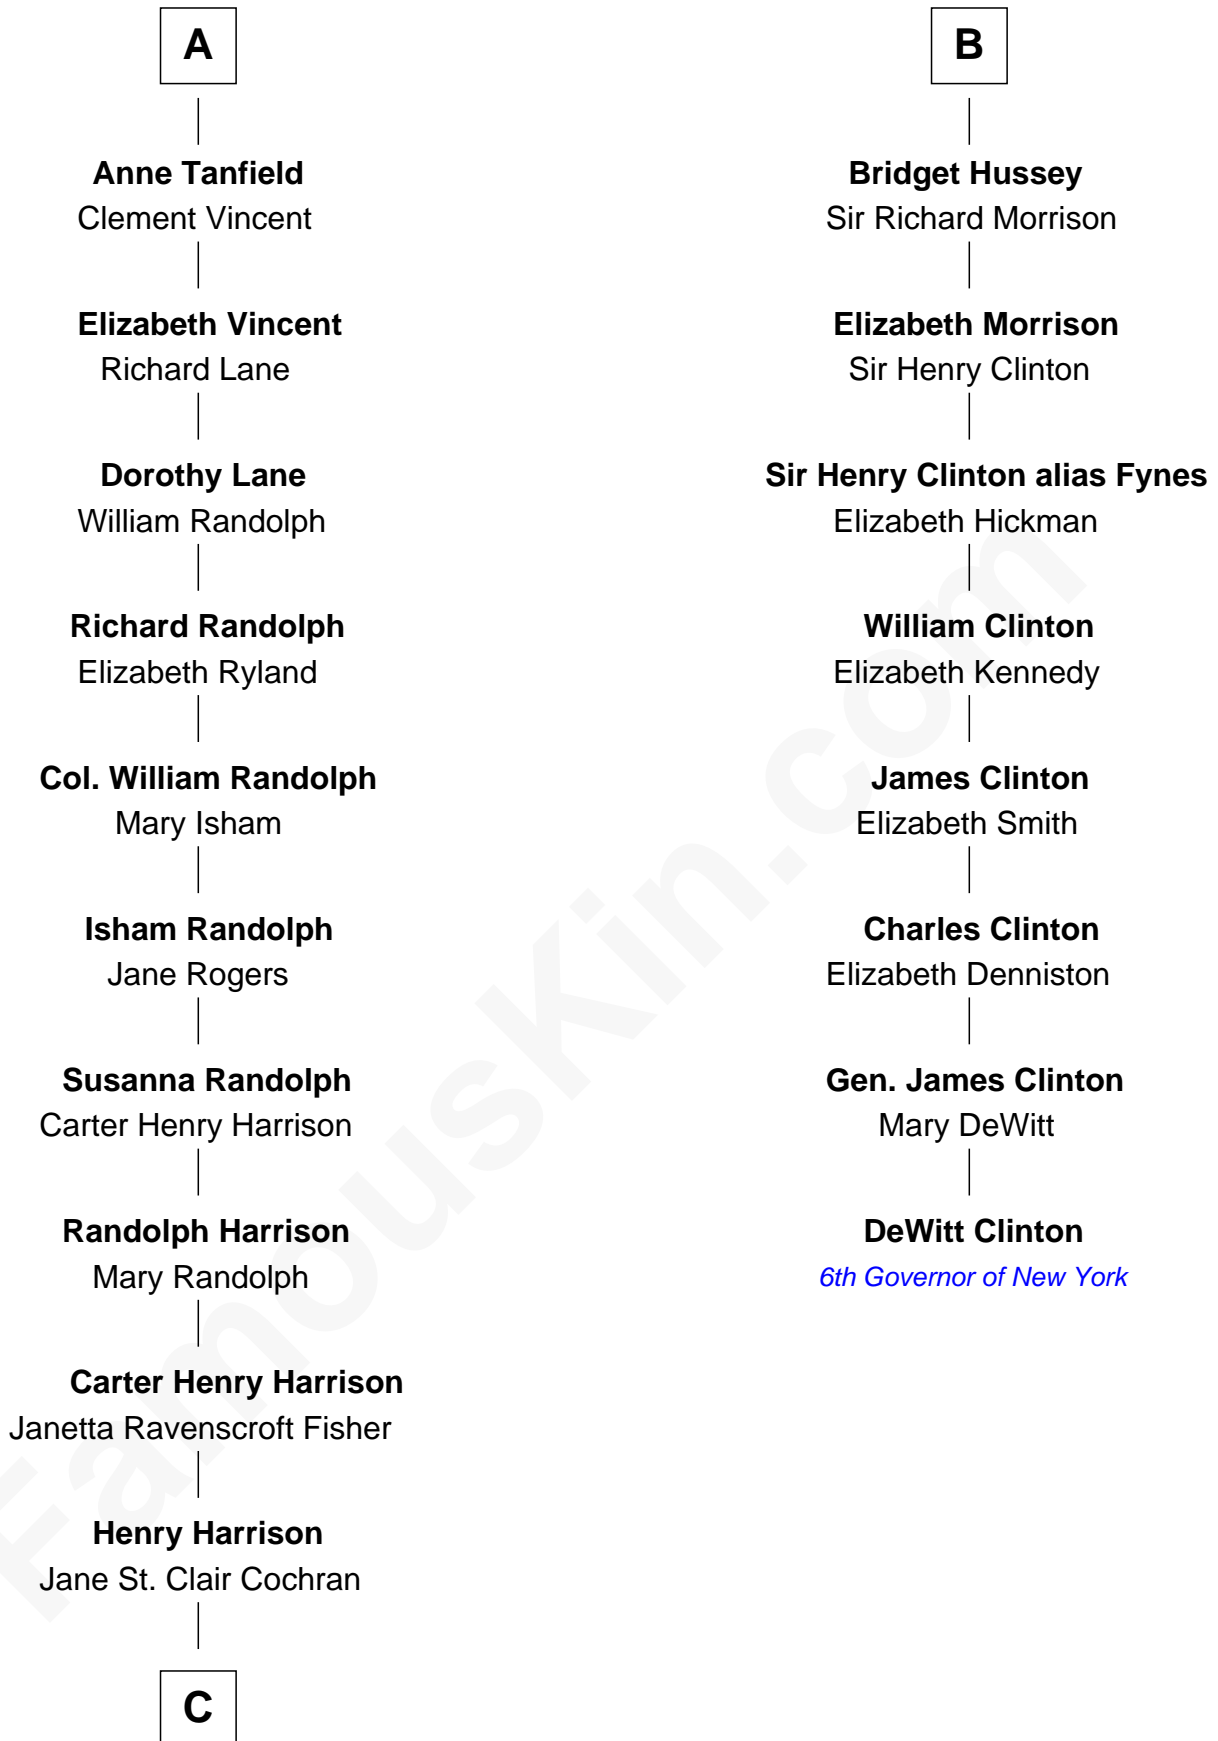 A
Anne Tanfield
Clement Vincent
Elizabeth Vincent
Richard Lane
Dorothy Lane
William Randolph
Richard Randolph
Elizabeth Ryland
Col. William Randolph
Mary Isham
Isham Randolph
Jane Rogers
Susanna Randolph
Carter Henry Harrison
Randolph Harrison
Mary Randolph
Carter Henry Harrison
Janetta Ravenscroft Fisher
Henry Harrison
Jane St. Clair Cochran
C
B
Bridget Hussey
Sir Richard Morrison
Elizabeth Morrison
Sir Henry Clinton
Sir Henry Clinton alias Fynes
Elizabeth Hickman
William Clinton
Elizabeth Kennedy
James Clinton
Elizabeth Smith
Charles Clinton
Elizabeth Denniston
Gen. James Clinton
Mary DeWitt
DeWitt Clinton
6th Governor of New York
FamousKin.com